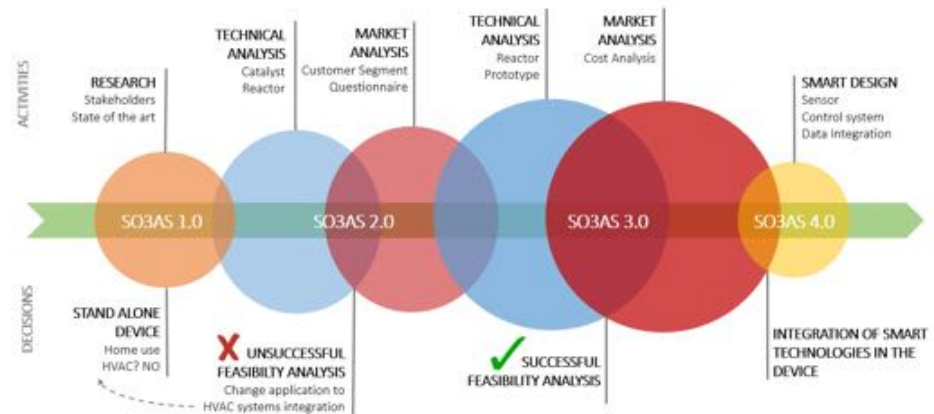 ACTIVITIES
RESEARCH
Stakeholders
State of the art
TECHNICAL
ANALYSIS
Catalyst
Reactor
MARKET
ANALYSIS
Customer Segment
Questionnaire
TECHNICAL
ANALYSIS
Reactor
Prototype
MARKET
ANALYSIS
Cost Analysis
SMART DESIGN
Sensor
Control system
Data Integration
SO3AS 1.0
SO3AS 2.0
SO3AS 3.0
SO3AS 4.0
DECISIONS
STAND ALONE
DEVICE
Home use
HVAC? NO
UNSUCCESSFUL
FEASIBILTY ANALYSIS
Change application to
HVAC systems integration
SUCCESSFUL
FEASIBILITY ANALYSIS
INTEGRATION OF SMART
TECHNOLOGIES IN THE
DEVICE